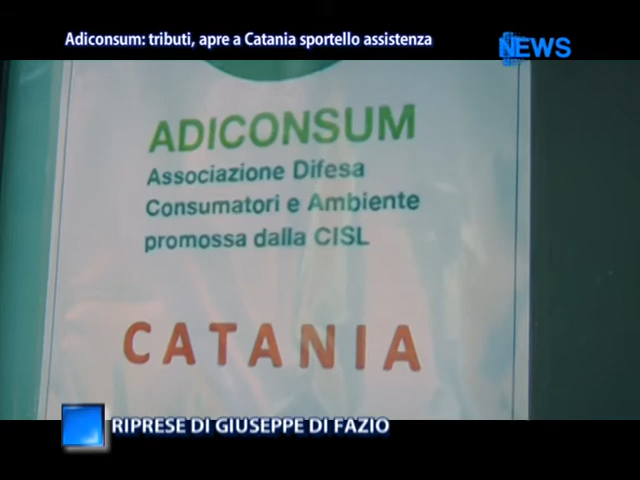 Adiconsum: tributi, apre a Catania sportello assistenza
NEWS
ADICONSUM
Associazione Difesa
Consumatori e Ambiente
promossa dalla CISL
CATANIA
RIPRESE DI GIUSEPPE DI FAZIO